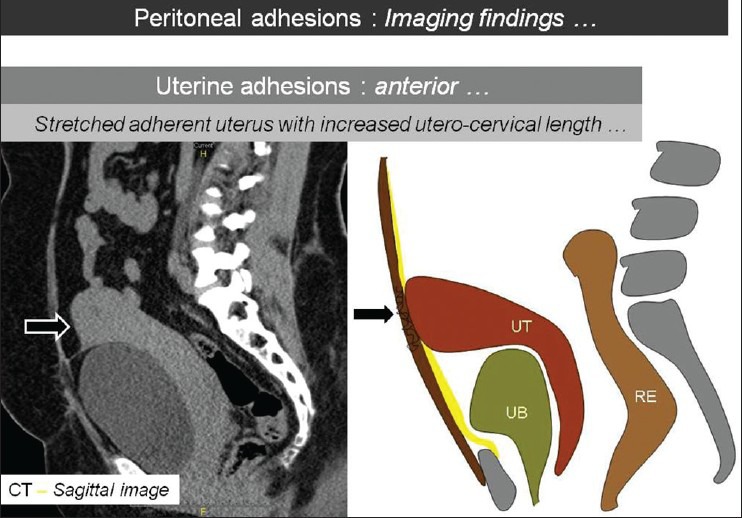 Peritoneal adhesions : Imaging findings ...
Uterine adhesions : anterior ...
Stretched adherent uterus with increased utero-cervical length ...
Current
H
UT
UB
RE
CT – Sagittal image
F